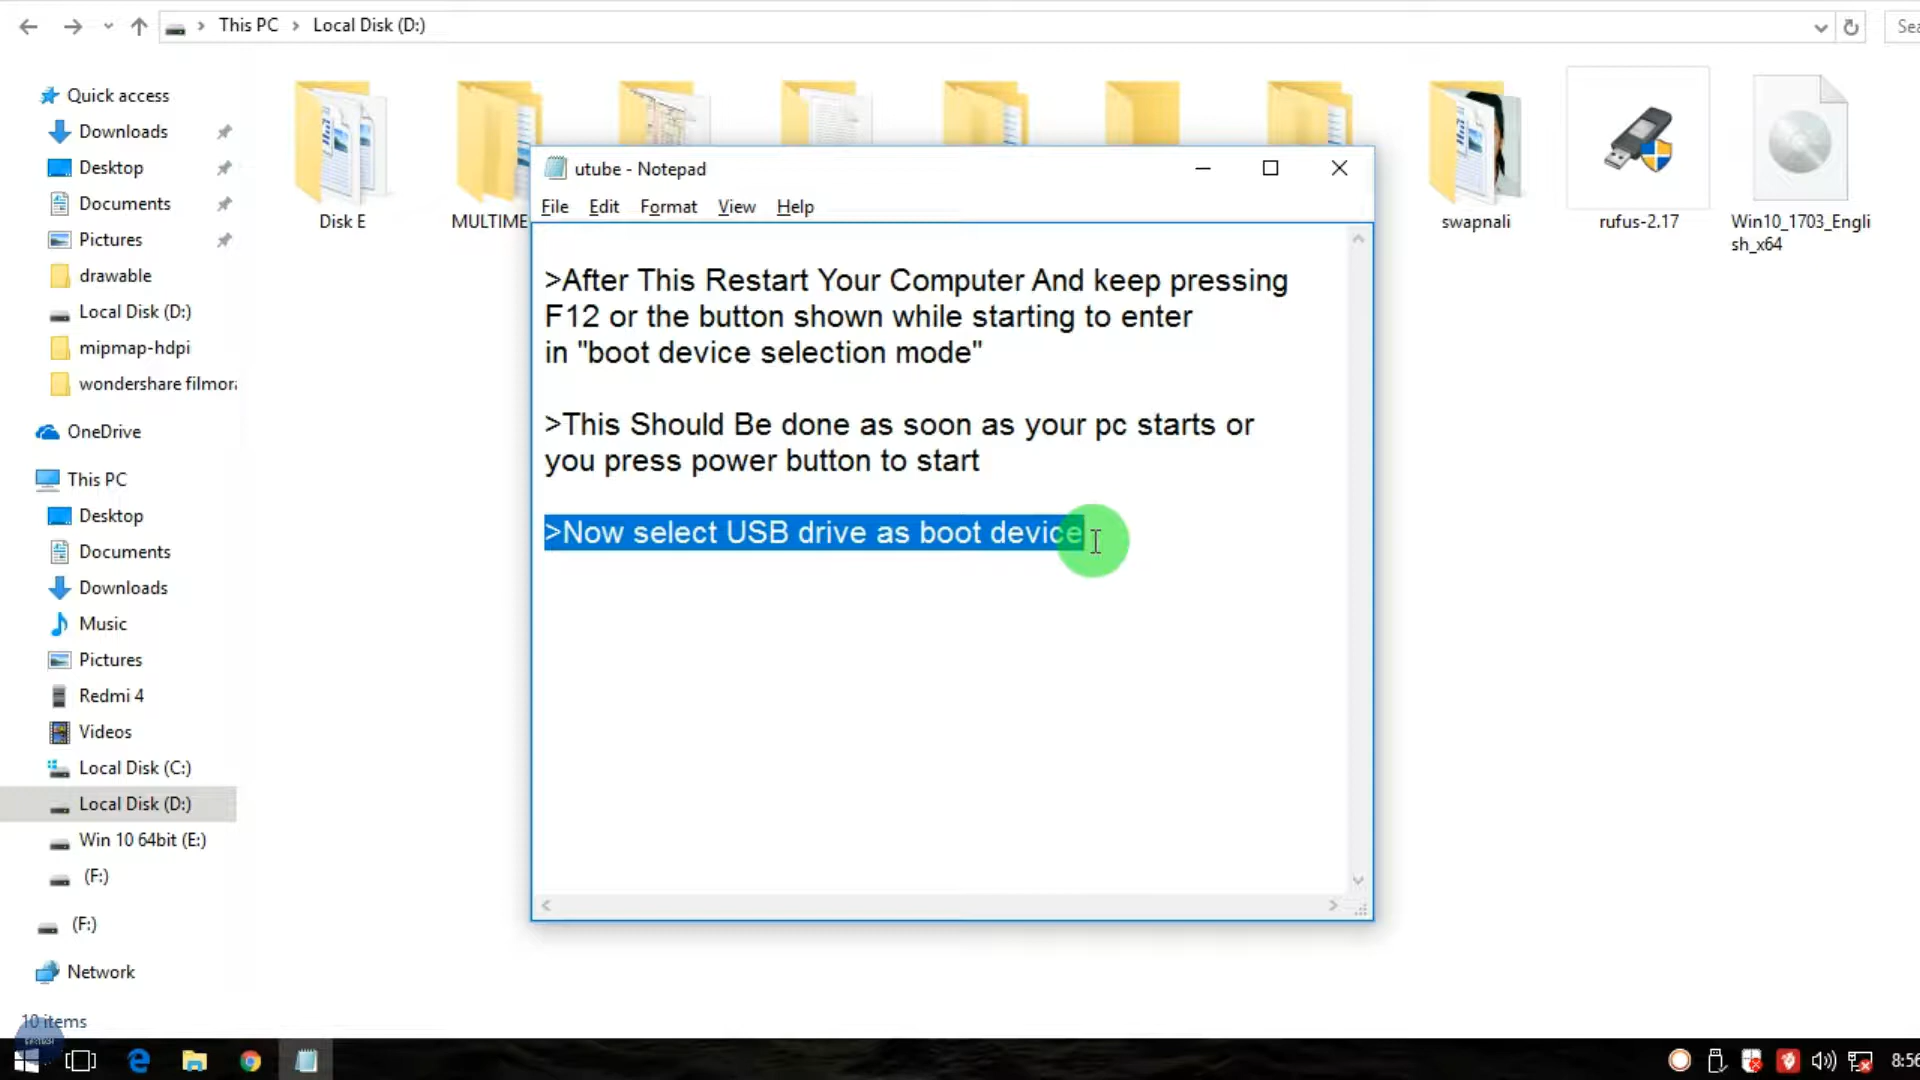 This PC
Local Disk (D:)
Quick access
Downloads
Desktop
Documents
Pictures
drawable
Local Disk (D:)
mipmap-hdpi
wondershare filmor
OneDrive
This PC
Desktop
Documents
Downloads
Music
Pictures
Redmi 4
Videos
Local Disk (C:)
Local Disk (D:)
Win 10 64bit (E:)
(F:)
(F:)
Network
10 items
Disk E
MULTIME
swapnali
rufus-2.17
Win10_1703_Engli
sh_x64
utube - Notepad
File Edit Format View Help
>After This Restart Your Computer And keep pressing
F12 or the button shown while starting to enter
in "boot device selection mode"
>This Should Be done as soon as your pc starts or
you press power button to start
>Now select USB drive as boot device
8:56